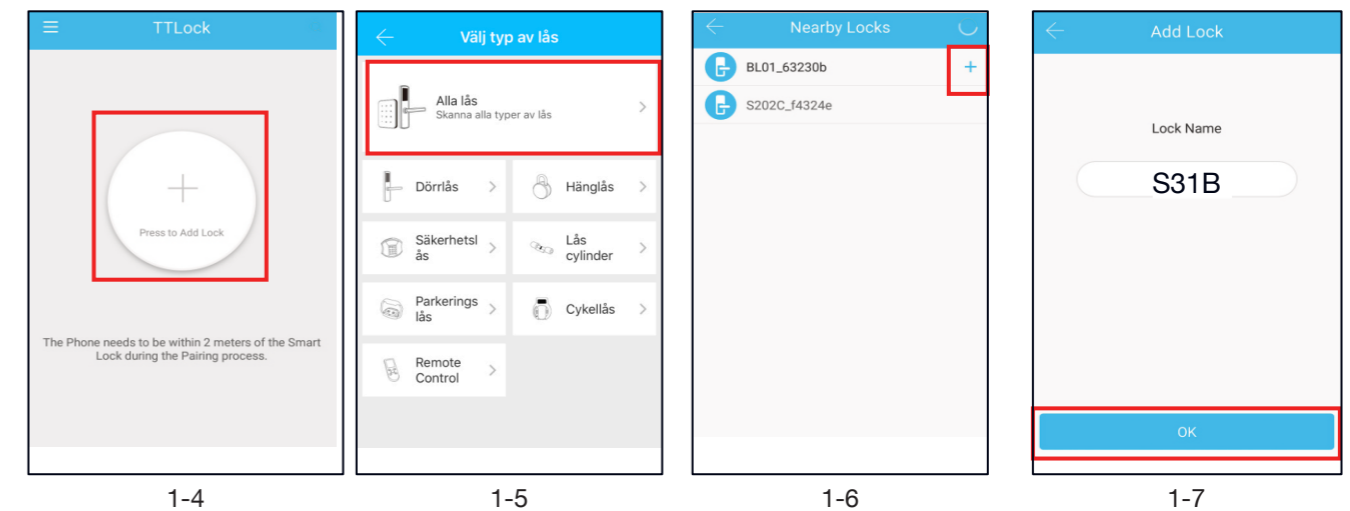 TTLock
Press to Add Lock
The Phone needs to be within 2 meters of the Smart
Lock during the Pairing process.
1-4
Välj typ av lås
Alla lås
Skanna alla typer av lås
Dörrlås
Hänglås
Säkerhetsl
ås
Lås
cylinder
Parkerings
lås
Cykellås
Remote
Control
1-5
Nearby Locks
BL01_63230b
S202C_f4324e
1-6
Add Lock
Lock Name
S31B
OK
1-7